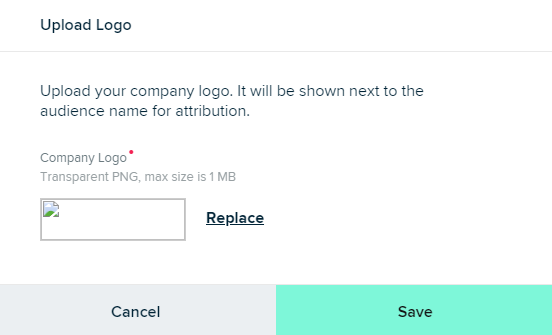 Upload Logo
Upload your company logo. It will be shown next to the
audience name for attribution.
Company Logo
Transparent PNG, max size is 1 MB
Replace
Cancel Save